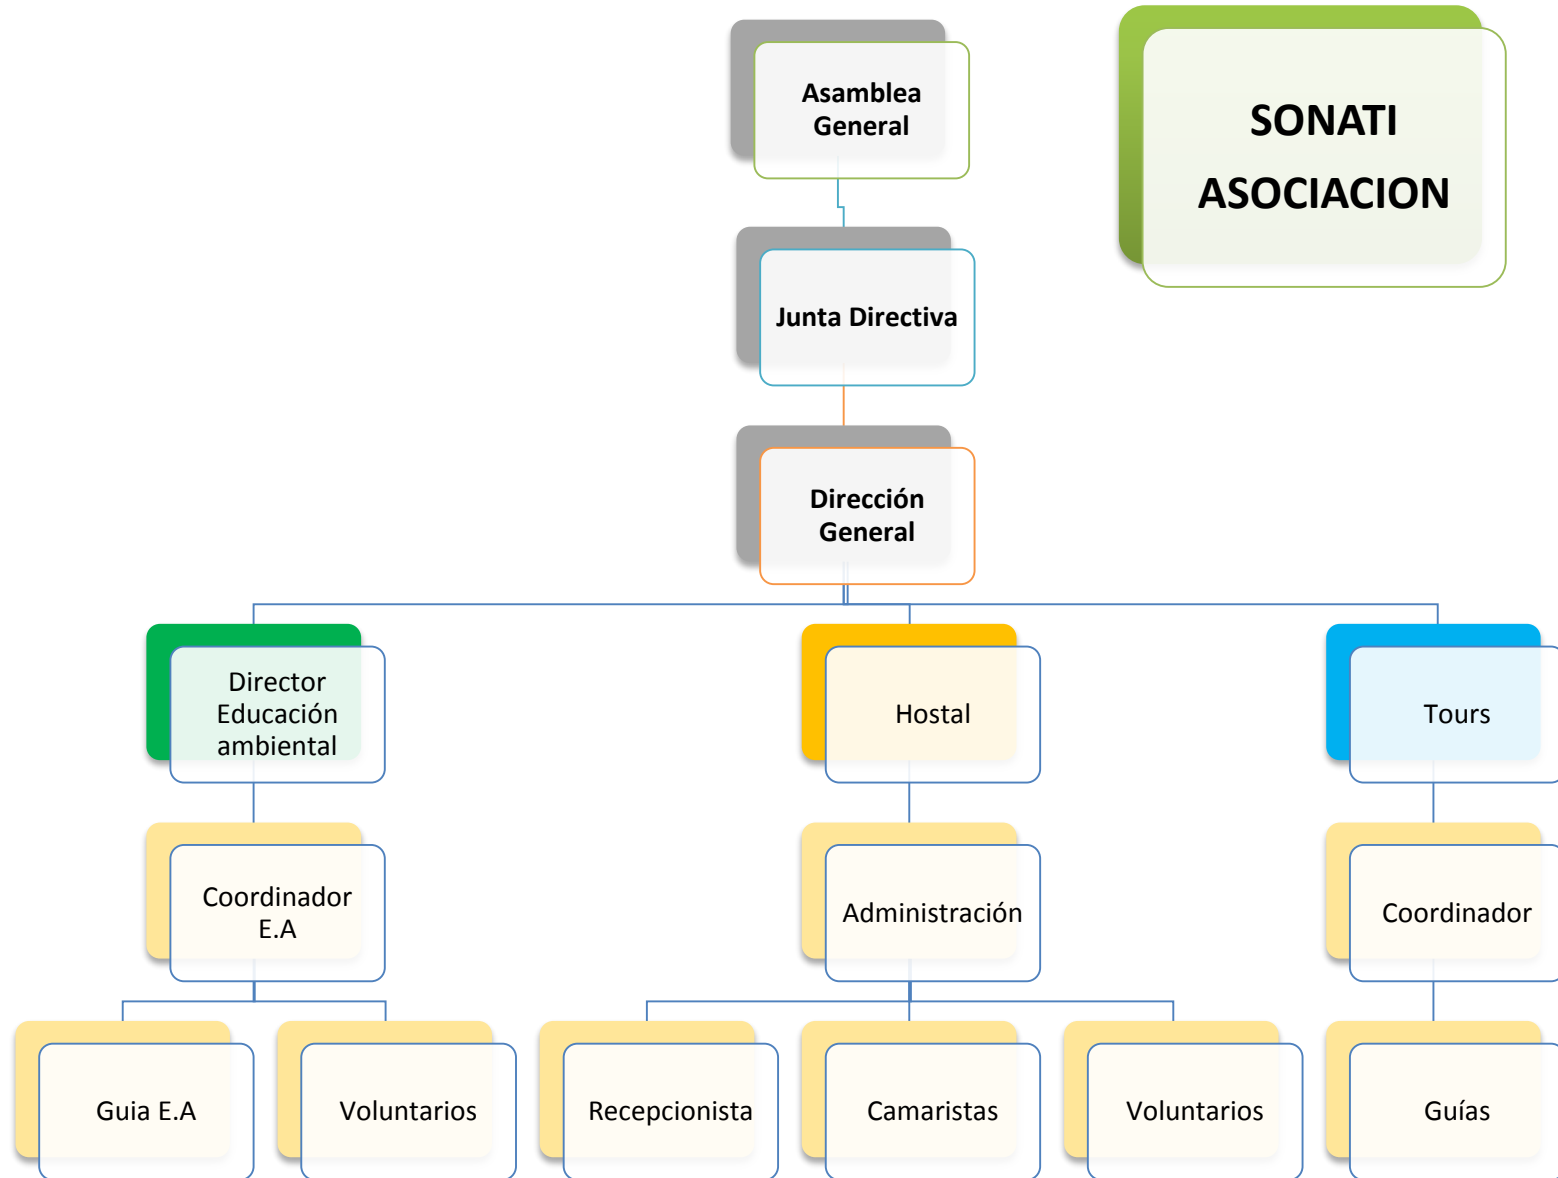 Asamblea
General
SONATI
ASOCIACION
Junta Directiva
Dirección
General
Director
Educación
ambiental
Hostal
Tours
Coordinador
E.A
Administración
Coordinador
Guia E.A
Voluntarios
Recepcionista
Camaristas
Voluntarios
Guías